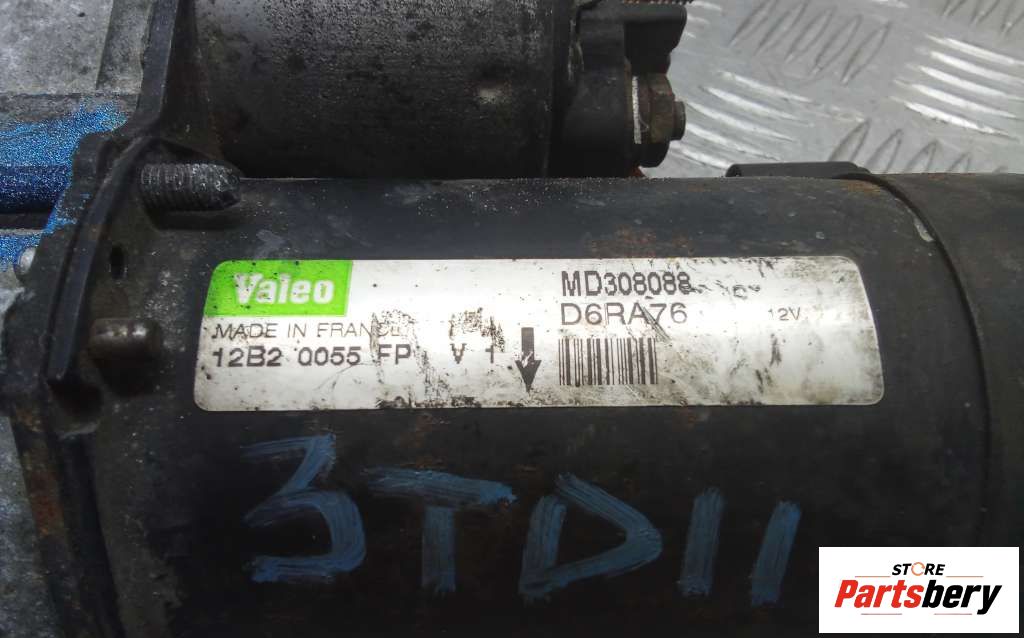 Valeo
MADE IN FRANCE
12B2 0055 FP V 1
MD308088
D6RA76 12V
3TD11
STORE
Partsbery